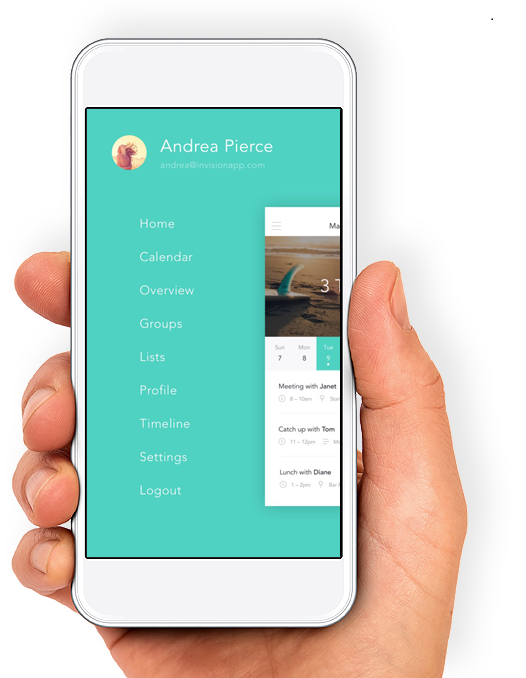 Andrea Pierce
andrea@invisionapp.com
Home
Calendar
Overview
Groups
Lists
Profile
Timeline
Settings
Logout
Ma
3 T
Sun Mon Tue
7 8 9
Meeting with Janet
8 – 10am
Catch up with Tom
11 – 12pm
Lunch with Diane
1 – 2pm Bar